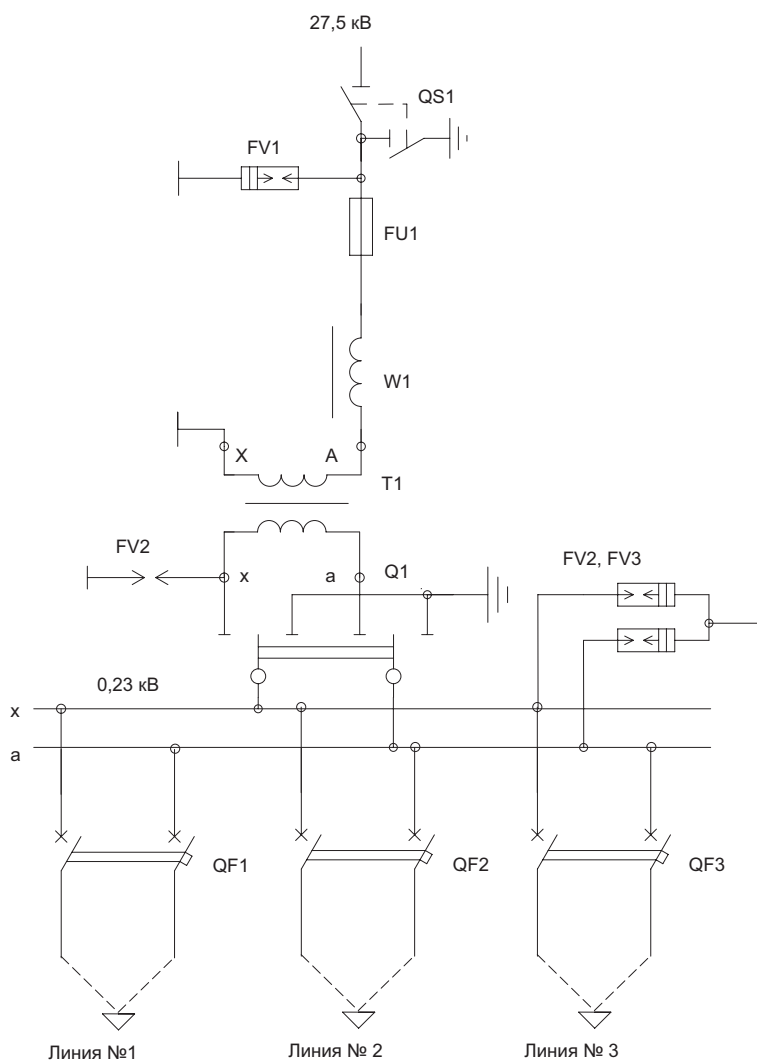 27,5 кВ
QS1
FV1
FU1
W1
X A
T1
FV2
x a Q1
FV2, FV3
0,23 кВ
x
a
QF1 QF2 QF3
Линия №1 Линия № 2 Линия № 3